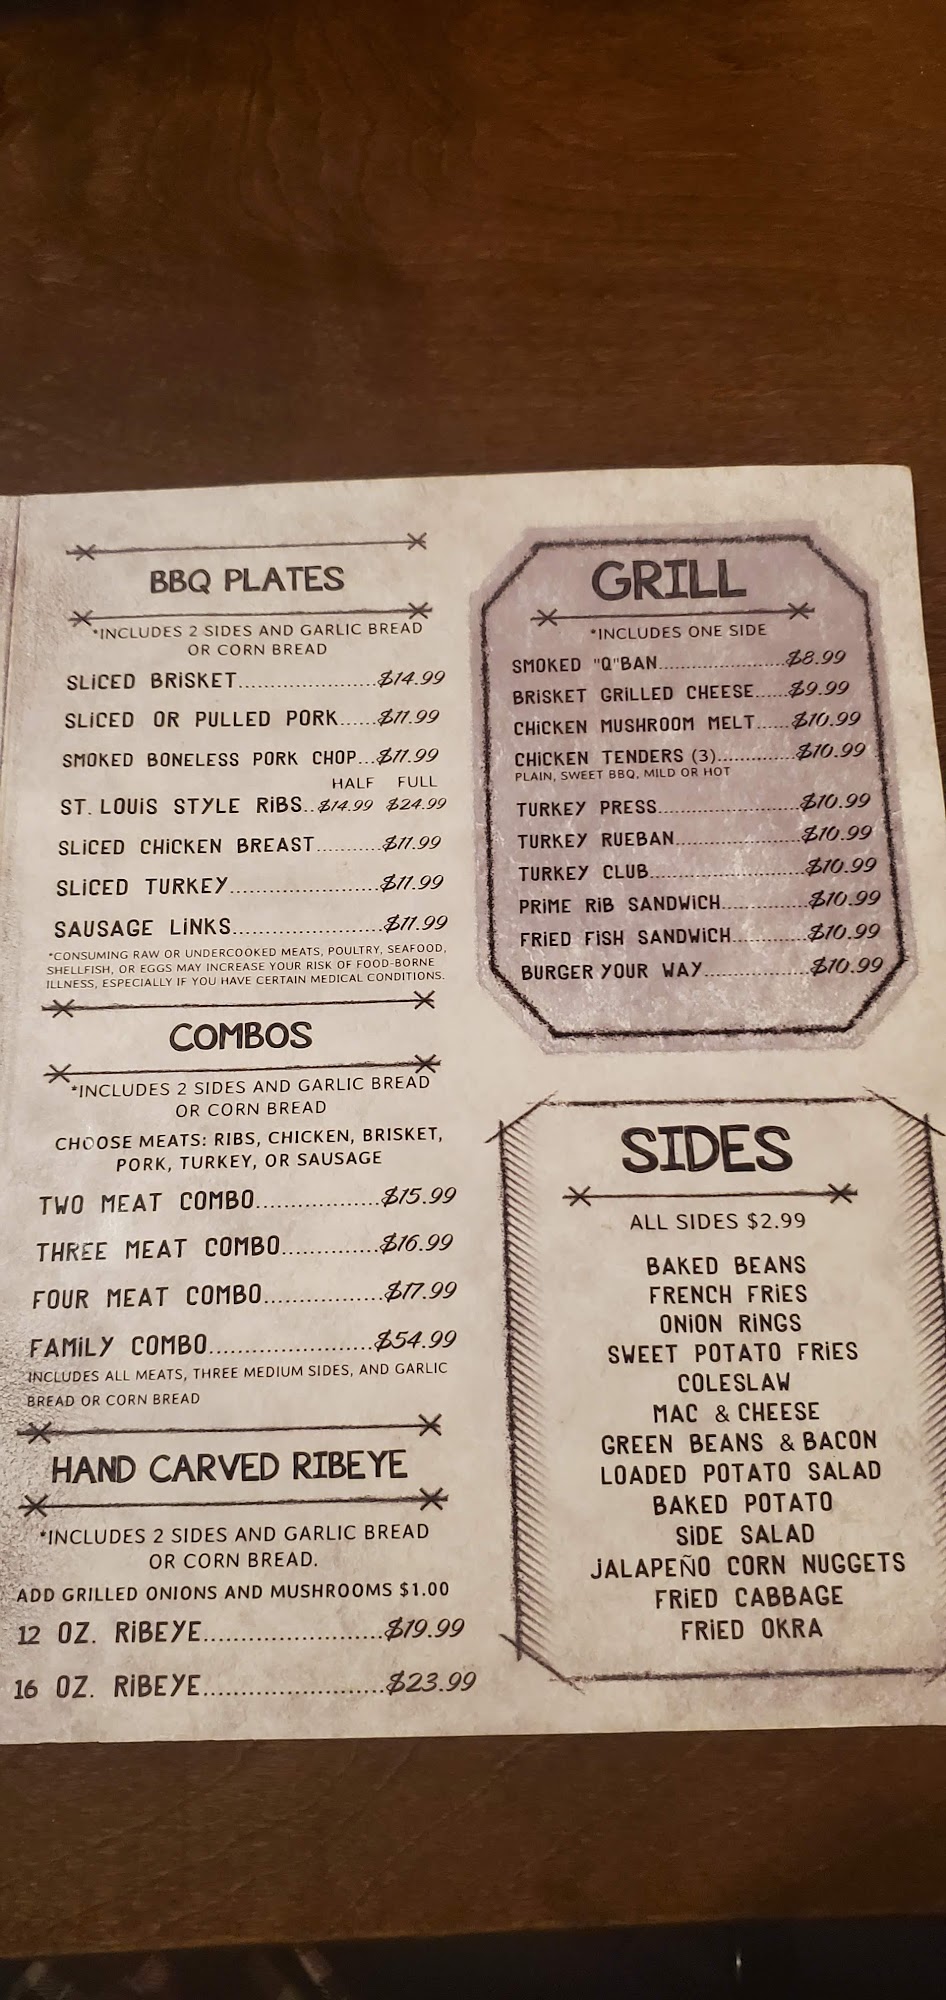 BBQ PLATES
*INCLUDES 2 SIDES AND GARLIC BREAD
OR CORN BREAD
SLICED BRISKET......................$14.99
SLICED OR PULLED PORK......$11.99
SMOKED BONELESS PORK CHOP...$11.99
HALF FULL
ST. LOUIS STYLE RIBS..$14.99 $24.99
SLICED CHICKEN BREAST...........$11.99
SLICED TURKEY........................$11.99
SAUSAGE LINKS........................$11.99
*CONSUMING RAW OR UNDERCOOKED MEATS, POULTRY, SEAFOOD,
SHELLFISH, OR EGGS MAY INCREASE YOUR RISK OF FOOD-BORNE
ILLNESS, ESPECIALLY IF YOU HAVE CERTAIN MEDICAL CONDITIONS.
COMBOS
*INCLUDES 2 SIDES AND GARLIC BREAD
OR CORN BREAD
CHOOSE MEATS: RIBS, CHICKEN, BRISKET,
PORK, TURKEY, OR SAUSAGE
TWO MEAT COMBO...................$15.99
THREE MEAT COMBO...............$16.99
FOUR MEAT COMBO..................$17.99
FAMILY COMBO.........................$54.99
INCLUDES ALL MEATS, THREE MEDIUM SIDES, AND GARLIC
BREAD OR CORN BREAD
HAND CARVED RIBEYE
*INCLUDES 2 SIDES AND GARLIC BREAD
OR CORN BREAD.
ADD GRILLED ONIONS AND MUSHROOMS $1.00
12 OZ. RIBEYE...........................$19.99
16 OZ. RIBEYE...........................$23.99
GRILL
*INCLUDES ONE SIDE
SMOKED "Q"BAN......................$8.99
BRISKET GRILLED CHEESE......$9.99
CHICKEN MUSHROOM MELT......$10.99
CHICKEN TENDERS (3)..............$10.99
PLAIN, SWEET BBQ, MILD OR HOT
TURKEY PRESS.........................$10.99
TURKEY RUEBAN......................$10.99
TURKEY CLUB...........................$10.99
PRIME RIB SANDWICH...............$10.99
FRIED FISH SANDWICH.............$10.99
BURGER YOUR WAY..................$10.99
SIDES
ALL SIDES $2.99
BAKED BEANS
FRENCH FRIES
ONION RINGS
SWEET POTATO FRIES
COLESLAW
MAC & CHEESE
GREEN BEANS & BACON
LOADED POTATO SALAD
BAKED POTATO
SIDE SALAD
JALAPEÑO CORN NUGGETS
FRIED CABBAGE
FRIED OKRA